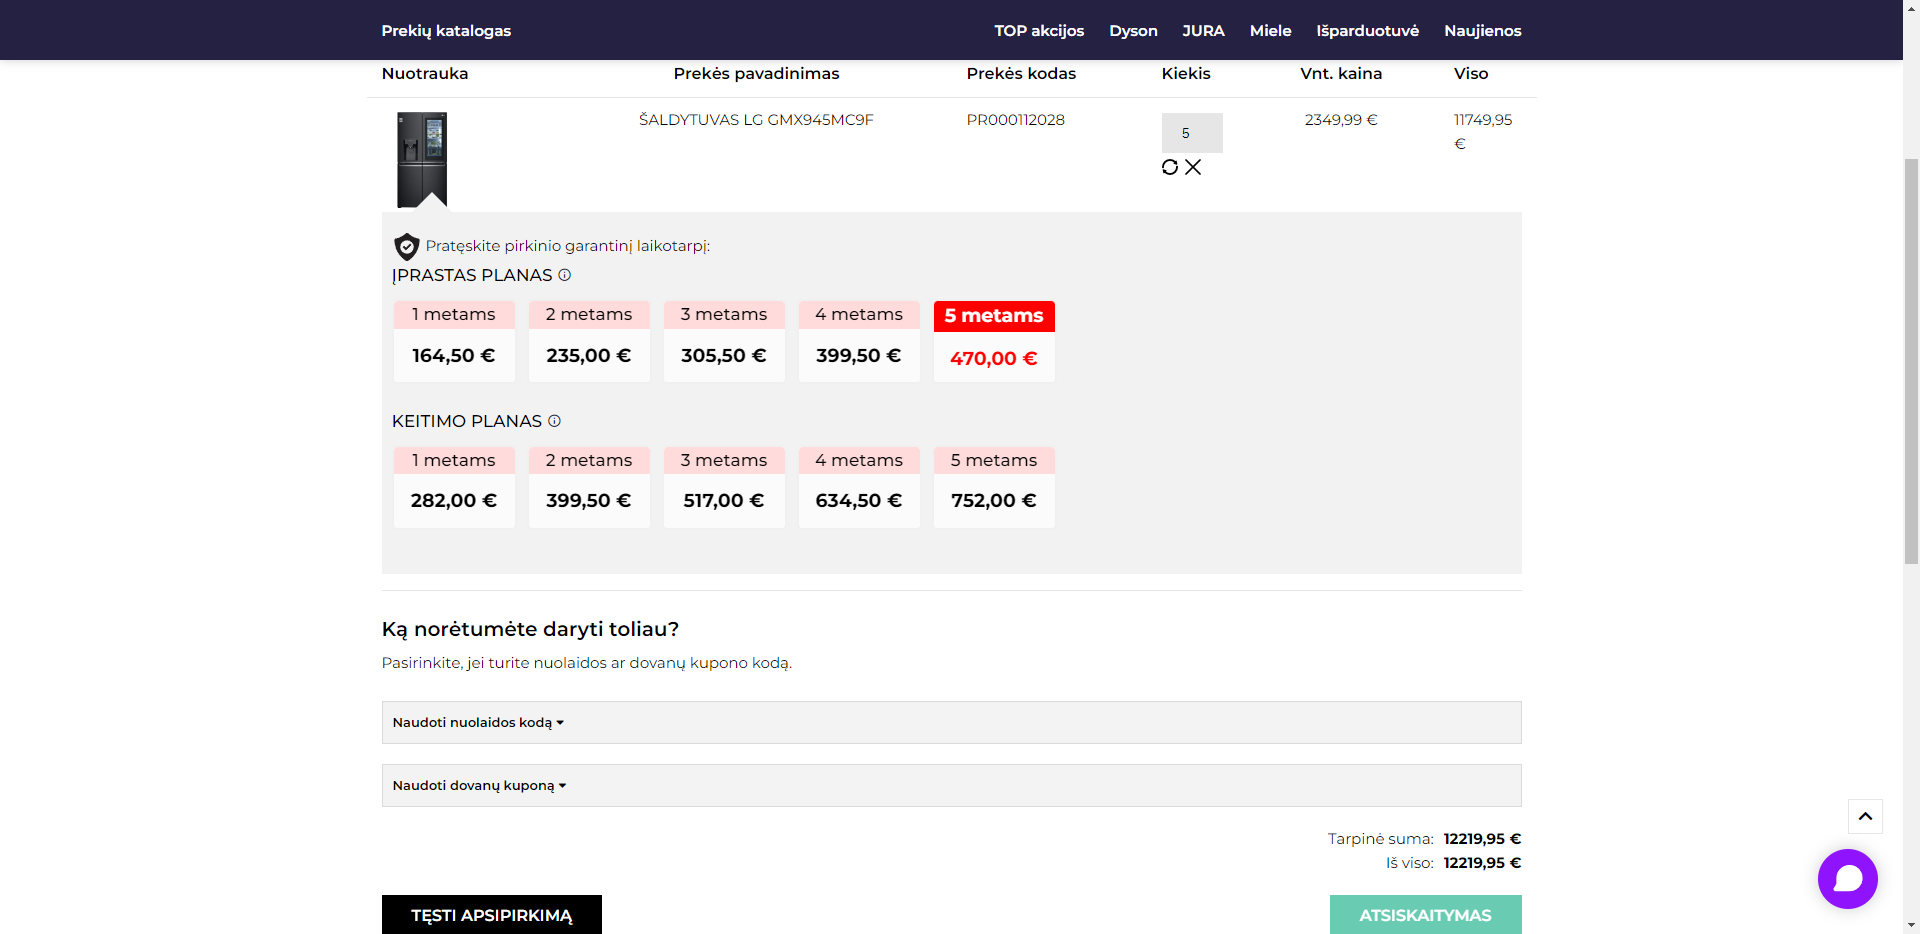 Prekių katalogas TOP akcijos Dyson JURA Miele Išparduotuvė Naujienos
Nuotrauka Prekės pavadinimas Prekės kodas Kiekis Vnt. kaina Viso
ŠALDYTUVAS LG GMX945MC9F PR000112028 5 2349,99 € 11749,95
€
Pratęskite pirkinio garantinį laikotarpį:
ĮPRASTAS PLANAS
1 metams 2 metams 3 metams 4 metams 5 metams
164,50 € 235,00 € 305,50 € 399,50 € 470,00 €
KEITIMO PLANAS
1 metams 2 metams 3 metams 4 metams 5 metams
282,00 € 399,50 € 517,00 € 634,50 € 752,00 €
Ką norėtumėte daryti toliau?
Pasirinkite, jei turite nuolaidos ar dovanų kupono kodą.
Naudoti nuolaidos kodą
Naudoti dovanų kuponą
Tarpinė suma: 12219,95 €
Iš viso: 12219,95 €
TĘSTI APSIPIRKIMĄ ATSISKAITYMAS